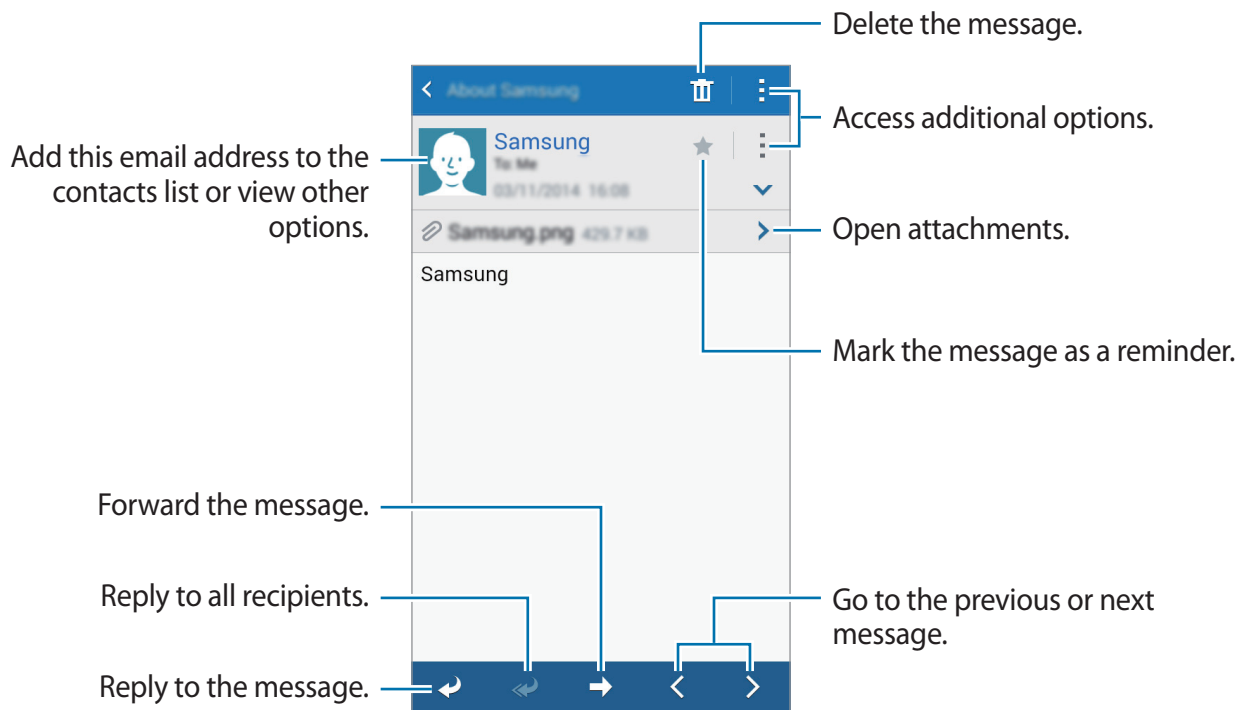 Delete the message.
About Samsung
Access additional options.
Samsung
To: Me
03/11/2014 16:08
Add this email address to the
contacts list or view other
options.
Samsung.png 429.7 KB
Open attachments.
Samsung
Mark the message as a reminder.
Forward the message.
Reply to all recipients.
Go to the previous or next
message.
Reply to the message.